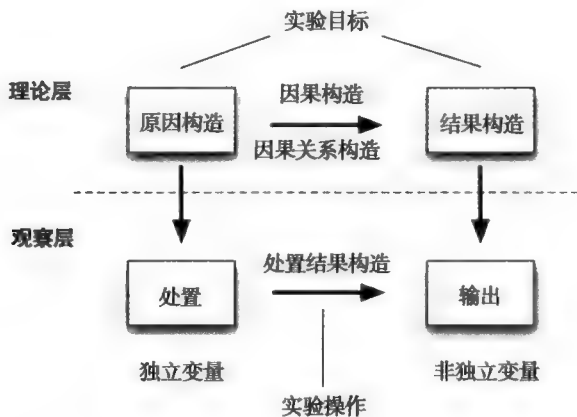 实验目标
理论层
原因构造
因果构造
因果关系构造
结果构造
观察层
处置
处置结果构造
输出
独立变量
非独立变量
实验操作